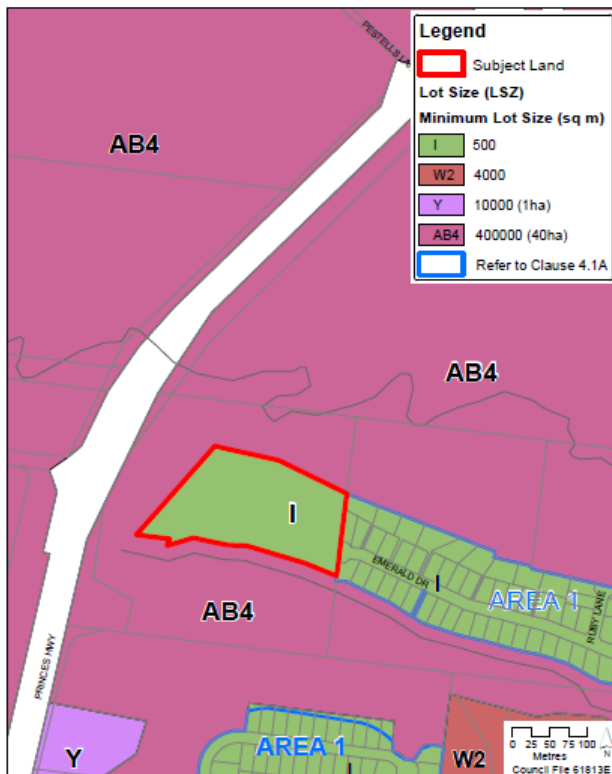 PESTELLS LA
Legend
Subject Land
Lot Size (LSZ)
Minimum Lot Size (sq m)
I 500
W2 4000
Y 10000 (1ha)
AB4 400000 (40ha)
Refer to Clause 4.1A
AB4
AB4
I
EMERALD DR
I
AREA 1
RUBY LANE
AB4
PRINCES HWY
Y
AREA 1
I
W2
0 25 50 75 100
Metres
N
Council File 61813E